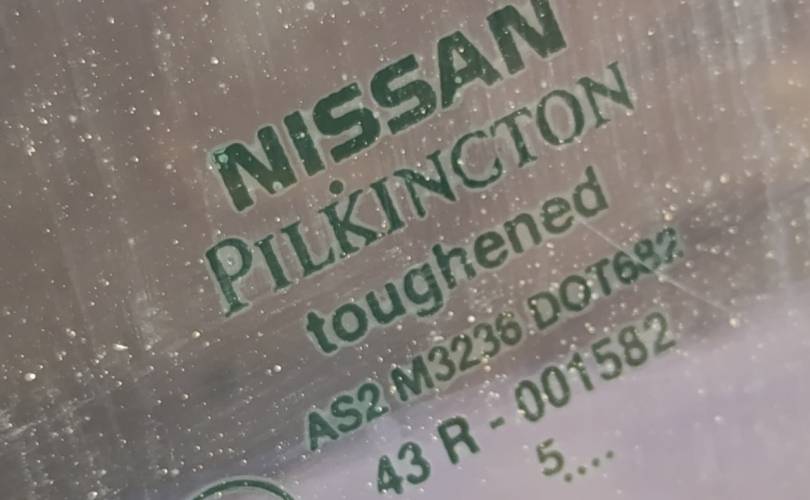 NISSAN
PILKINGTON
toughened
AS2 M3236 DOT682
43 R - 001582
5....